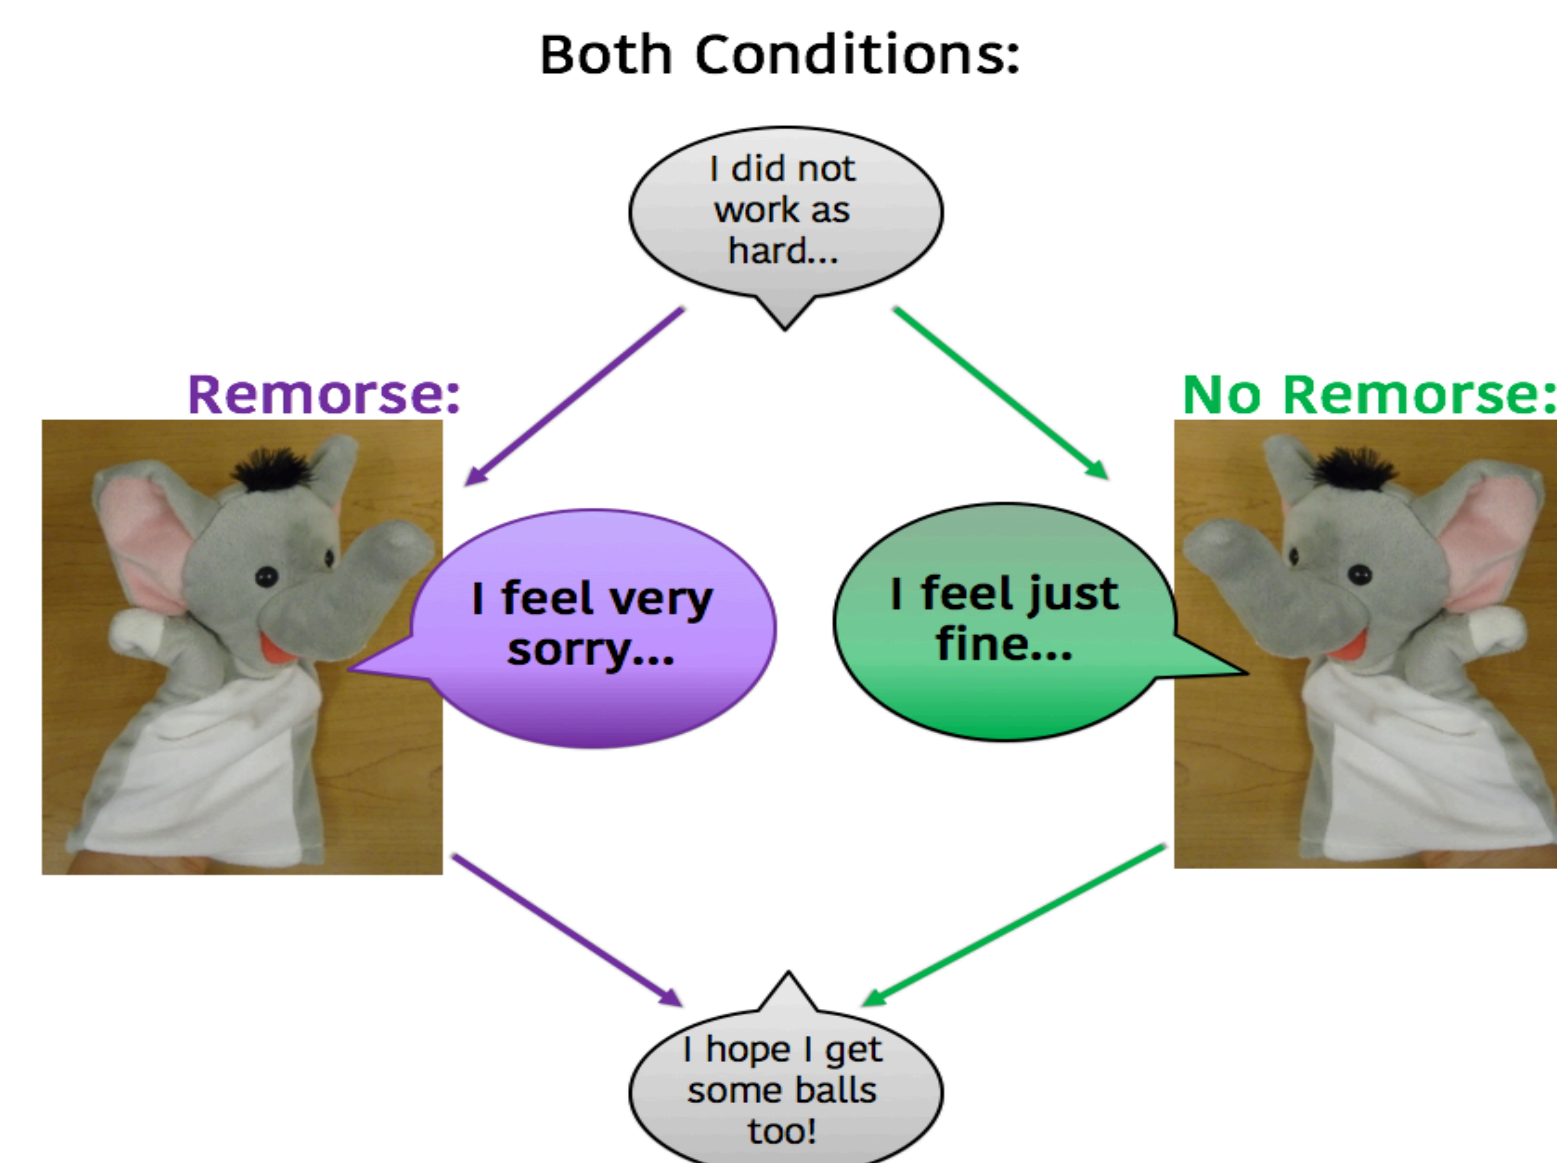 Both Conditions:
I did not
work as
hard...
Remorse:
No Remorse:
I feel very
sorry...
I feel just
fine...
I hope I get
some balls
too!